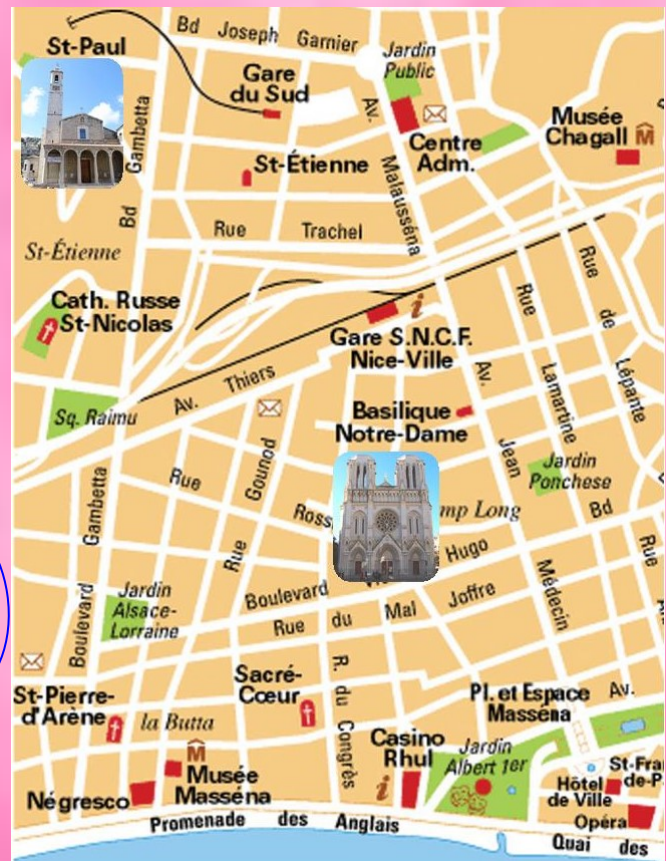 St-Paul
Bd Joseph Garnier
Gare
du Sud
Jardin
Public
Av. Malausséna
Centre
Adm.
Musée
Chagall
St-Étienne
Bd Gambetta
Rue Trachel
St-Étienne
Cath. Russe
St-Nicolas
i
Gare S.N.C.F.
Nice-Ville
Rue de Lépante
Rue Lamartine
Av. Thiers
Sq. Raimu
Av. Jean Médecin
Basilique
Notre-Dame
Jardin
Ponchese
Rue
Rue Gounod
Ross
mp Long
Bd
Rue
Boulevard Gambetta
Boulevard Hugo
Jardin
Alsace-
Lorraine
Rue du Mal Joffre
St-Pierre-
d'Arène
la Butta
Sacré-
Cœur
R. du Congrès
Pl. et Espace
Masséna
Av.
Casino
Rhul
i
Jardin
Albert 1er
Musée
Masséna
Négresco
St-Fra
de-P
Hôtel
de Ville
Opéra
Promenade des Anglais
Quai des